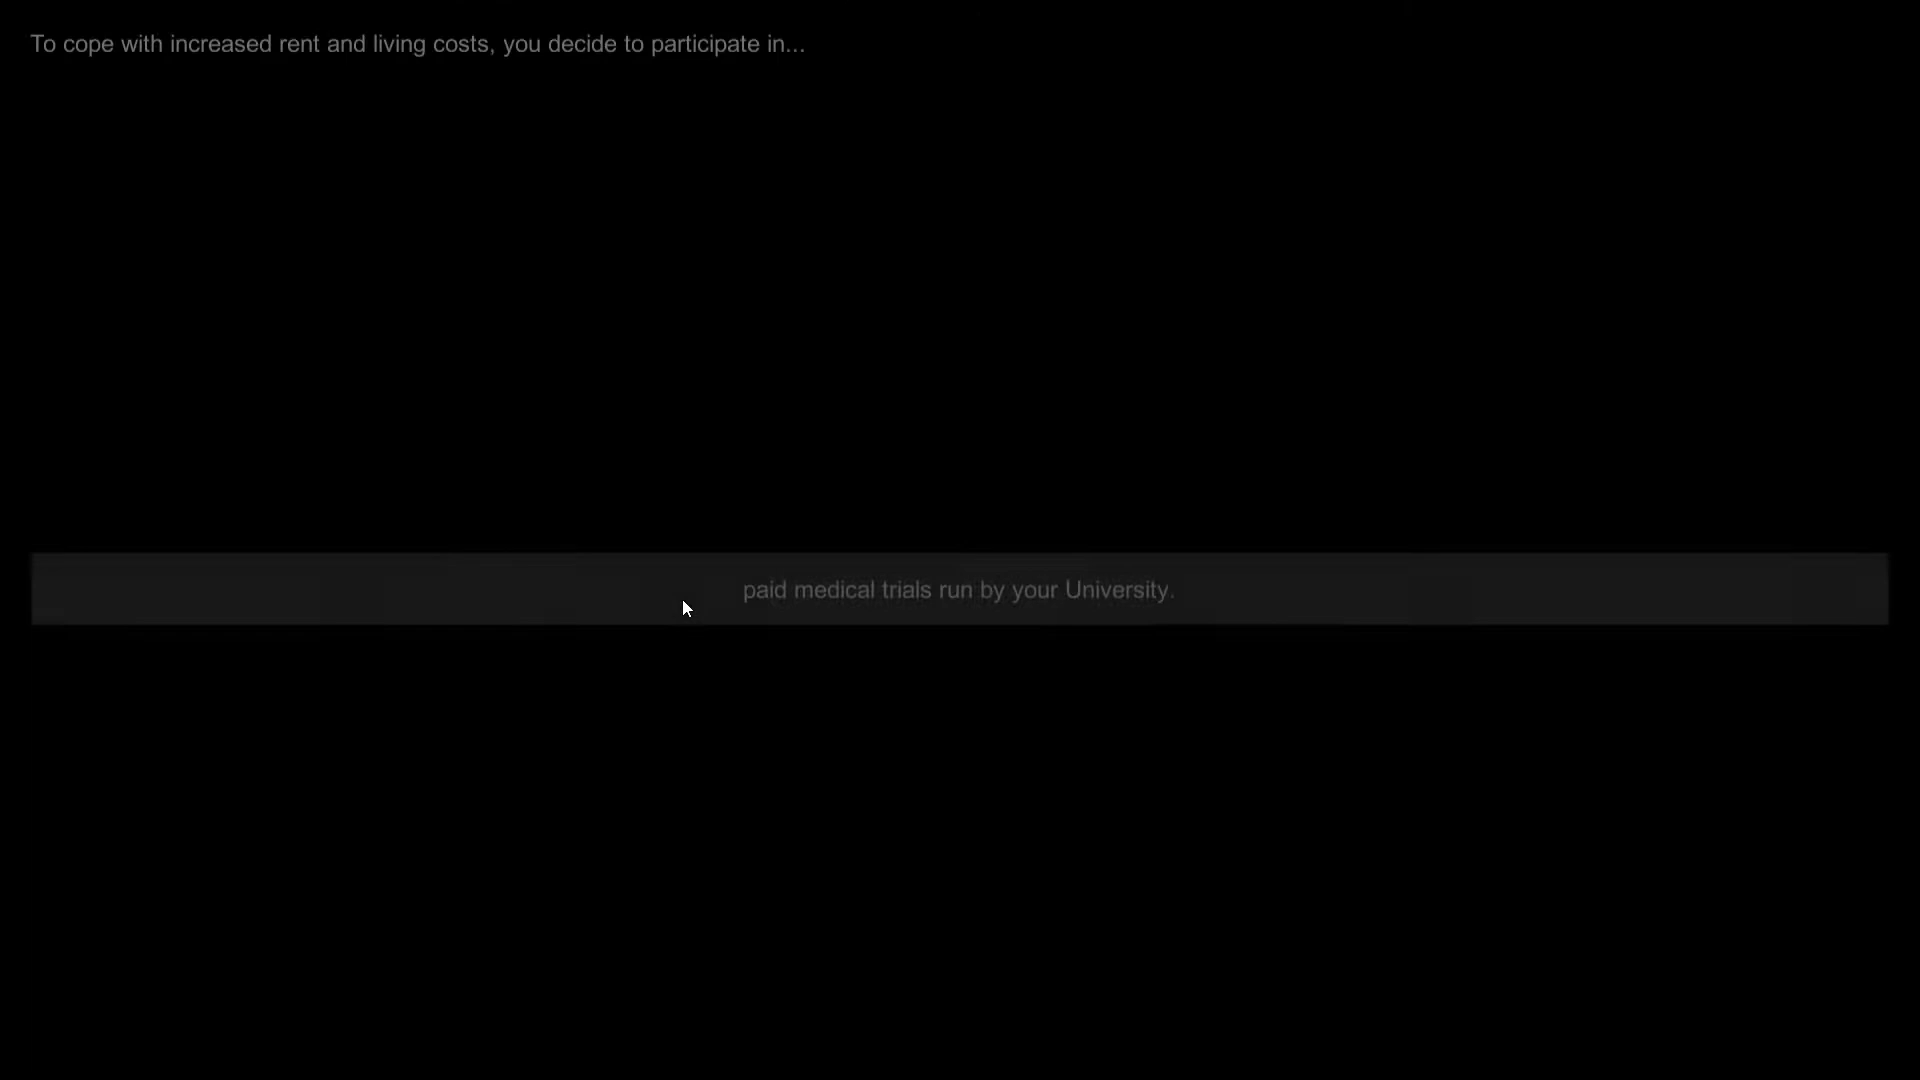 To cope with increased rent and living costs, you decide to participate in...
paid medical trials run by your University.